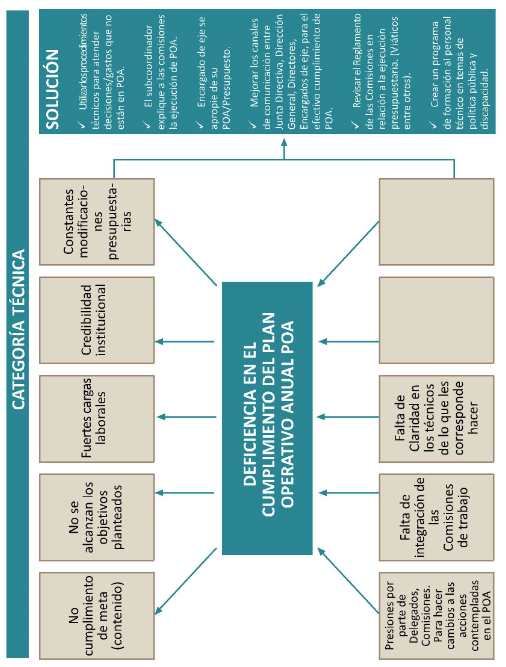 CATEGORÍA TÉCNICA
No
cumplimiento
de meta
(contenido)
No se
alcanzan los
objetivos
planteados
Fuertes cargas
laborales
Credibilidad
institucional
Constantes
modificacio-
nes
presupuesta-
rias
DEFICIENCIA EN EL
CUMPLIMIENTO DEL PLAN
OPERATIVO ANUAL POA
Presiones por
parte de
Delegados,
Comisiones.
Para hacer
cambios a las
acciones
contempladas
en el POA
Falta de
integración de
las
Comisiones
de trabajo
Falta de
Claridad en
los técnicos
de lo que les
corresponde
hacer
SOLUCIÓN
✓ Utilizar los procedimientos
técnicos para atender
decisiones/gastos que no
están en POA.
✓ El subcoordinador
explique a las comisiones
la ejecución de POA.
✓ Encargado de eje se
apropie de su
POA/Presupuesto.
✓ Mejorar los canales
de comunicación entre
Junta Directiva, Dirección
General, Directores,
Encargados de eje, para el
efectivo cumplimiento de
POA.
✓ Revisar el Reglamento
de las Comisiones en
relación a la ejecución
presupuestaria. (Viáticos
entre otros).
✓ Crear un programa
de formación al personal
técnico en temas de
política pública y
discapacidad.